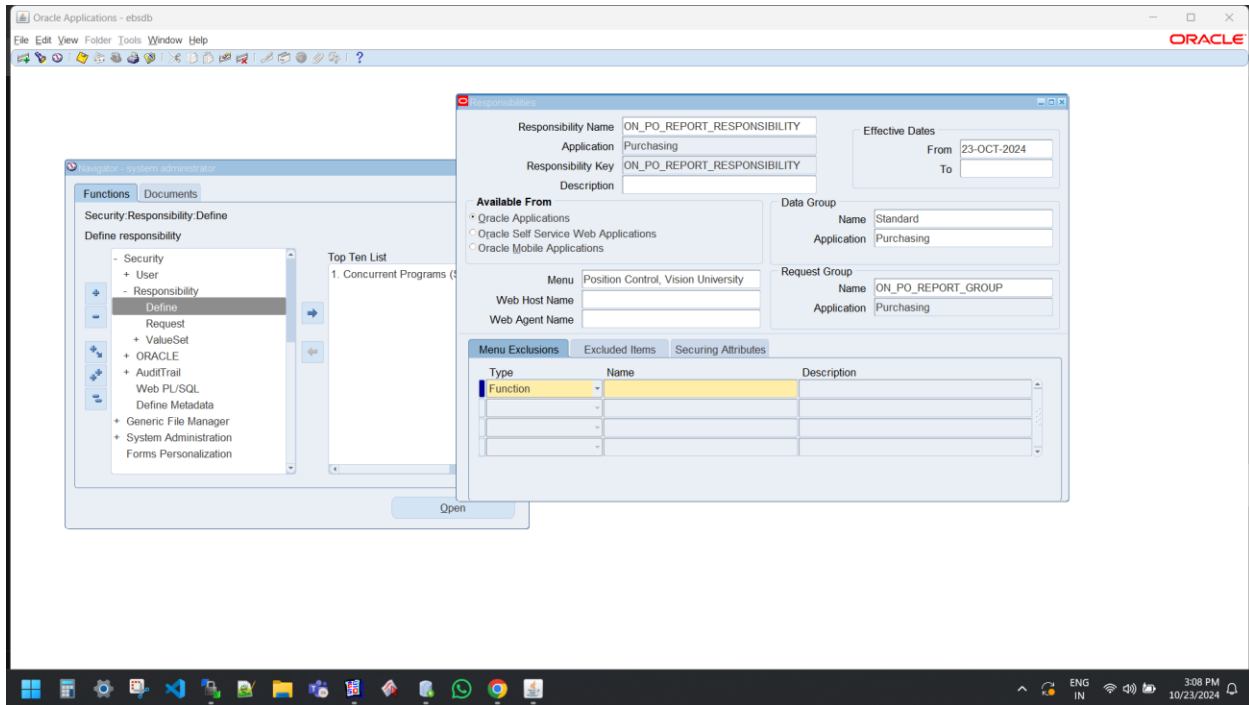 Oracle Applications - ebsdb
File Edit View Folder Tools Window Help
ORACLE
Navigator - system administrator
Functions Documents
Security:Responsibility:Define
Define responsibility
- Security
+ User
- Responsibility
Define
Request
+ ValueSet
+ ORACLE
+ AuditTrail
Web PL/SQL
Define Metadata
+ Generic File Manager
+ System Administration
Forms Personalization
Top Ten List
1. Concurrent Programs (S
Open
Responsibilities
Responsibility Name ON_PO_REPORT_RESPONSIBILITY
Application Purchasing
Responsibility Key ON_PO_REPORT_RESPONSIBILITY
Description
Effective Dates
From 23-OCT-2024
To
Available From
Oracle Applications
Oracle Self Service Web Applications
Oracle Mobile Applications
Data Group
Name Standard
Application Purchasing
Menu Position Control, Vision University
Web Host Name
Web Agent Name
Request Group
Name ON_PO_REPORT_GROUP
Application Purchasing
Menu Exclusions Excluded Items Securing Attributes
Type Name Description
Function
ENG
IN
3:08 PM
10/23/2024